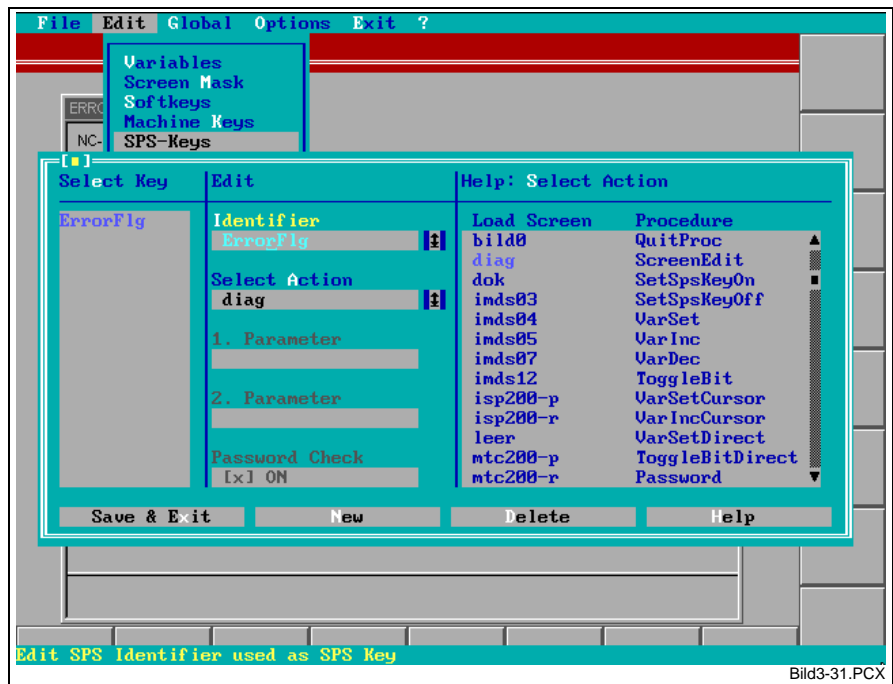 File Edit Global Options Exit ?
Variables
Screen Mask
Softkeys
Machine Keys
SPS-Keys
ERRO
NC-
[■]
Select Key Edit Help: Select Action
ErrorFlg Identifier Load Screen Procedure
ErrorFlg bild0 QuitProc
diag ScreenEdit
Select Action dok SetSpsKeyOn
diag imds03 SetSpsKeyOff
imds04 VarSet
1. Parameter imds05 VarInc
imds07 VarDec
imds12 ToggleBit
2. Parameter isp200-p VarSetCursor
isp200-r VarIncCursor
leer VarSetDirect
Password Check mtc200-p ToggleBitDirect
[x] ON mtc200-r Password
Save & Exit New Delete Help
Edit SPS Identifier used as SPS Key
Bild3-31.PCX